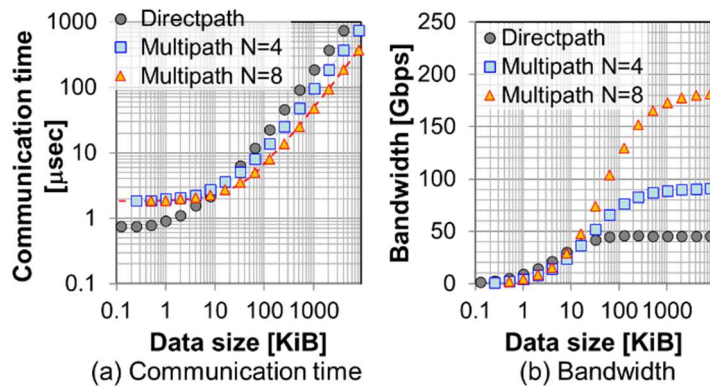 Directpath
Multipath N=4
Multipath N=8
Communication time
[μsec]
1000
100
10
1
0.1
0.1 1 10 100 1000
Data size [KiB]
(a) Communication time
Directpath
Multipath N=4
Multipath N=8
Bandwidth [Gbps]
250
200
150
100
50
0
0.1 1 10 100 1000
Data size [KiB]
(b) Bandwidth